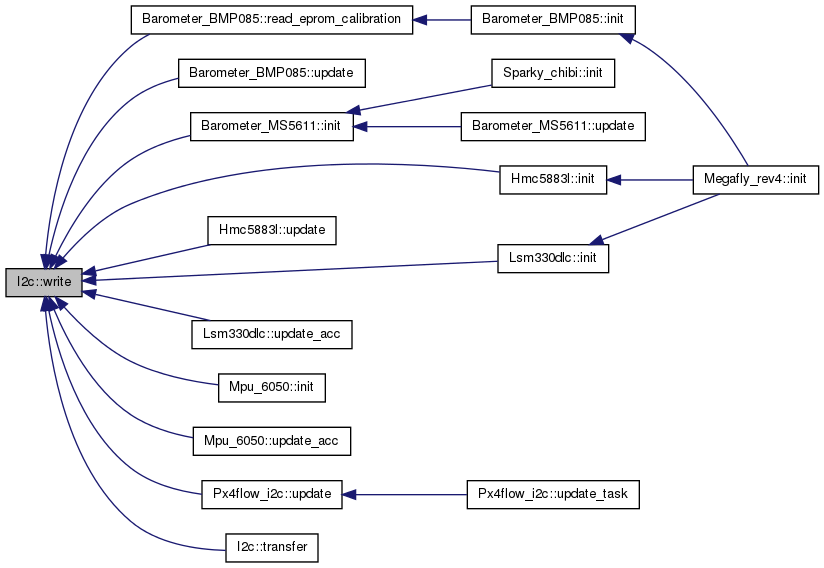 Barometer_BMP085::read_eprom_calibration
Barometer_BMP085::init
Barometer_BMP085::update
Sparky_chibi::init
Barometer_MS5611::init
Barometer_MS5611::update
Hmc5883l::init
Megafly_rev4::init
Hmc5883l::update
Lsm330dlc::init
I2c::write
Lsm330dlc::update_acc
Mpu_6050::init
Mpu_6050::update_acc
Px4flow_i2c::update
Px4flow_i2c::update_task
I2c::transfer